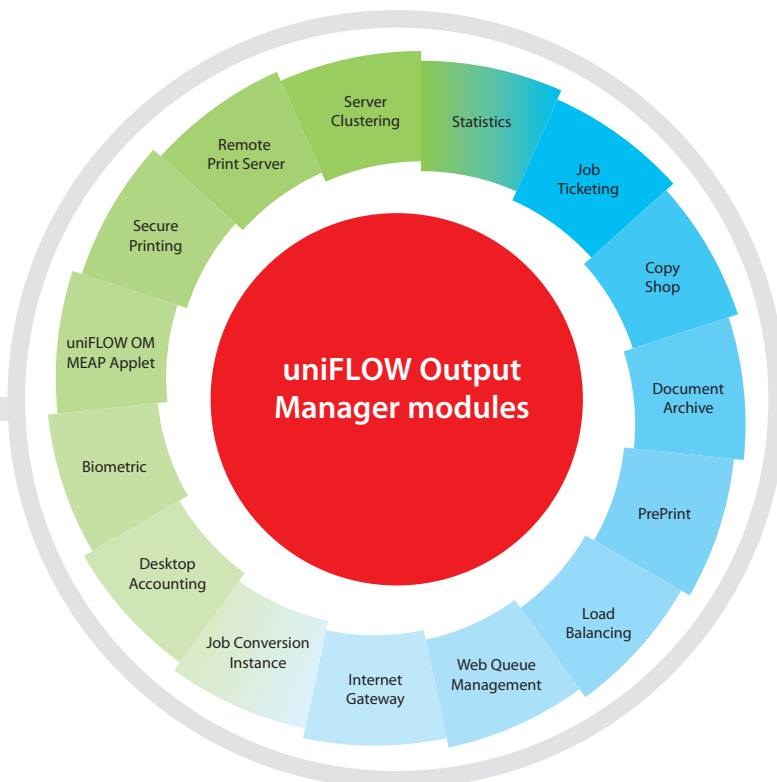 uniFLOW Output
Manager modules
Statistics
Job
Ticketing
Copy
Shop
Document
Archive
PrePrint
Load
Balancing
Web Queue
Management
Internet
Gateway
Job Conversion
Instance
Desktop
Accounting
Biometric
uniFLOW OM
MEAP Applet
Secure
Printing
Remote
Print Server
Server
Clustering